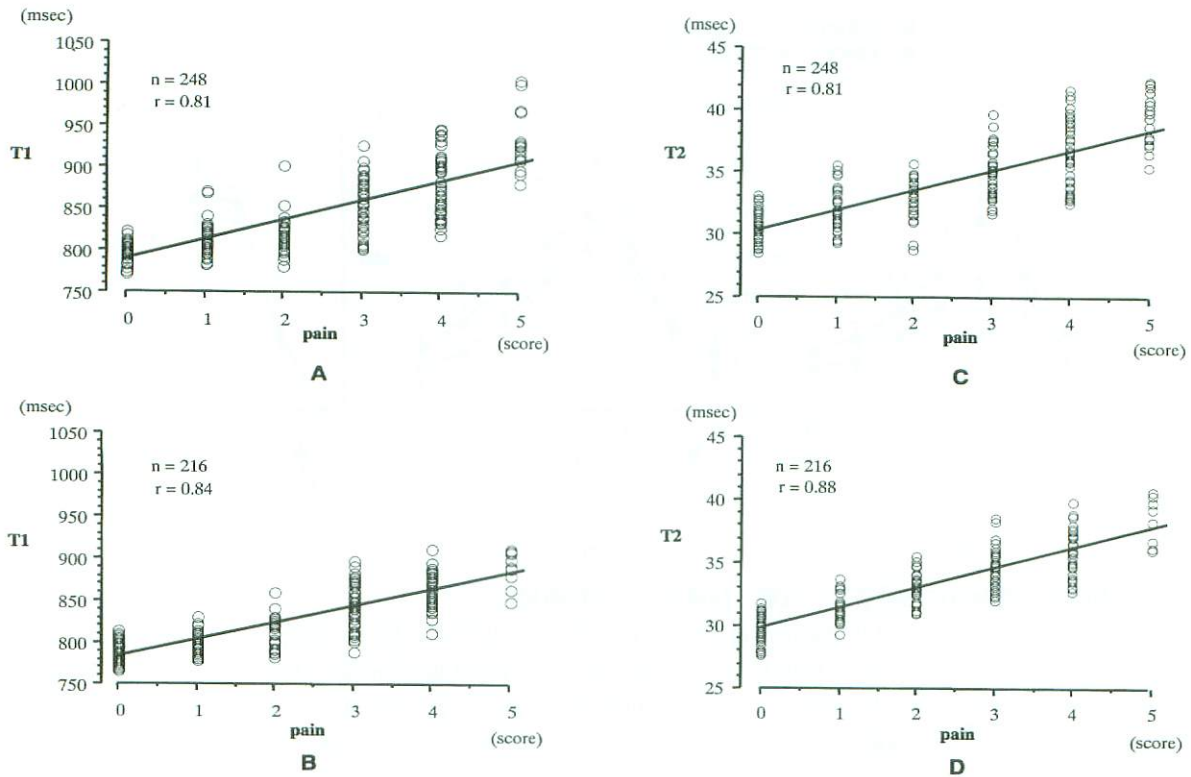 (msec)
1050
1000
950
900
850
800
750
T1
n = 248
r = 0.81
0 1 2 3 4 5
pain
(score)
A
(msec)
45
40
35
30
25
T2
n = 248
r = 0.81
0 1 2 3 4 5
pain
(score)
C
(msec)
1050
1000
950
900
850
800
750
T1
n = 216
r = 0.84
0 1 2 3 4 5
pain
(score)
B
(msec)
45
40
35
30
25
T2
n = 216
r = 0.88
0 1 2 3 4 5
pain
(score)
D